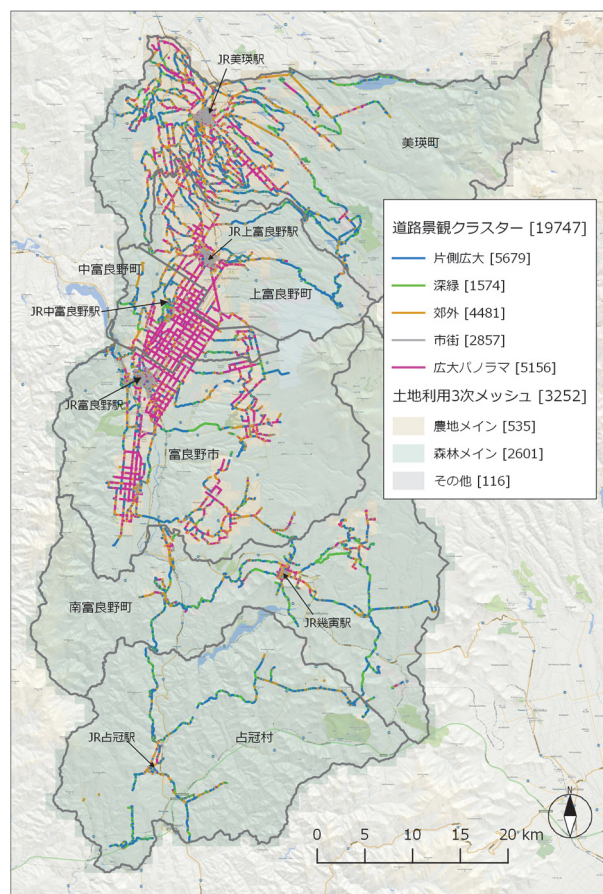 JR美瑛駅
美瑛町
道路景観クラスター [19747]
片側広大 [5679]
深緑 [1574]
郊外 [4481]
市街 [2857]
広大パノラマ [5156]
土地利用3次メッシュ [3252]
農地メイン [535]
森林メイン [2601]
その他 [116]
JR上富良野駅
中富良野町
上富良野町
JR中富良野駅
JR富良野駅
富良野市
南富良野町
JR幾寅駅
JR占冠駅
占冠村
N
0 5 10 15 20 km